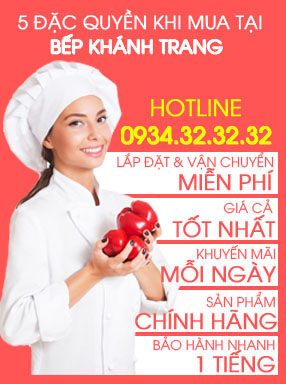 5 ĐẶC QUYỀN KHI MUA TẠI
BẾP KHÁNH TRANG
HOTLINE
0934.32.32.32
LẮP ĐẶT & VẬN CHUYỂN
MIỄN PHÍ
GIÁ CẢ
TỐT NHẤT
KHUYẾN MÃI
MỖI NGÀY
SẢN PHẨM
CHÍNH HÃNG
BẢO HÀNH NHANH
1 TIẾNG